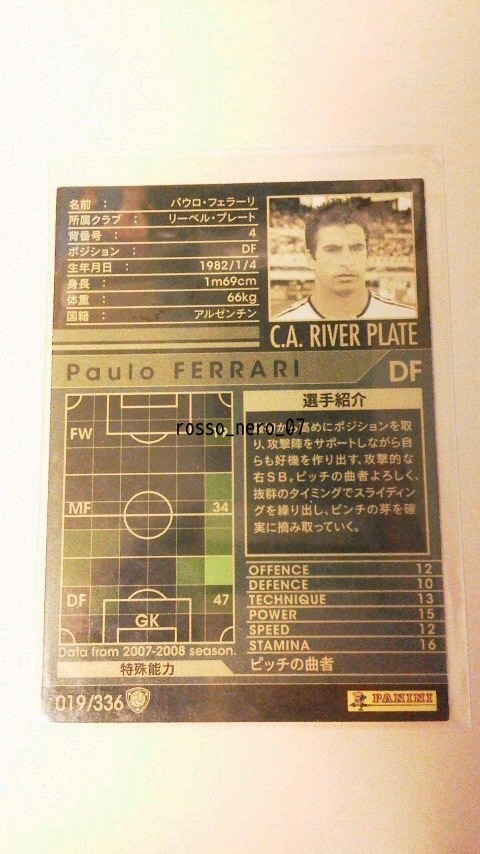 名前 : パウロ・フェラーリ
所属クラブ : リーベル・プレート
背番号 : 4
ポジション : DF
生年月日 : 1982/1/4
身長 : 1m69cm
体重 : 66kg
国籍 : アルゼンチン
C.A. RIVER PLATE
Paulo FERRARI DF
選手紹介
rosso_nero_07
高めにポジションを取
り、攻撃陣をサポートしながら自
らも好機を作り出す、攻撃的な
右SB。ピッチの曲者よろしく、
抜群のタイミングでスライディン
グを繰り出し、ピンチの芽を確
実に摘み取っていく。
FW
MF 34
DF 47
GK
Data from 2007-2008 season.
OFFENCE 12
DEFENCE 10
TECHNIQUE 13
POWER 15
SPEED 12
STAMINA 16
特殊能力 ピッチの曲者
019/336
PANINI